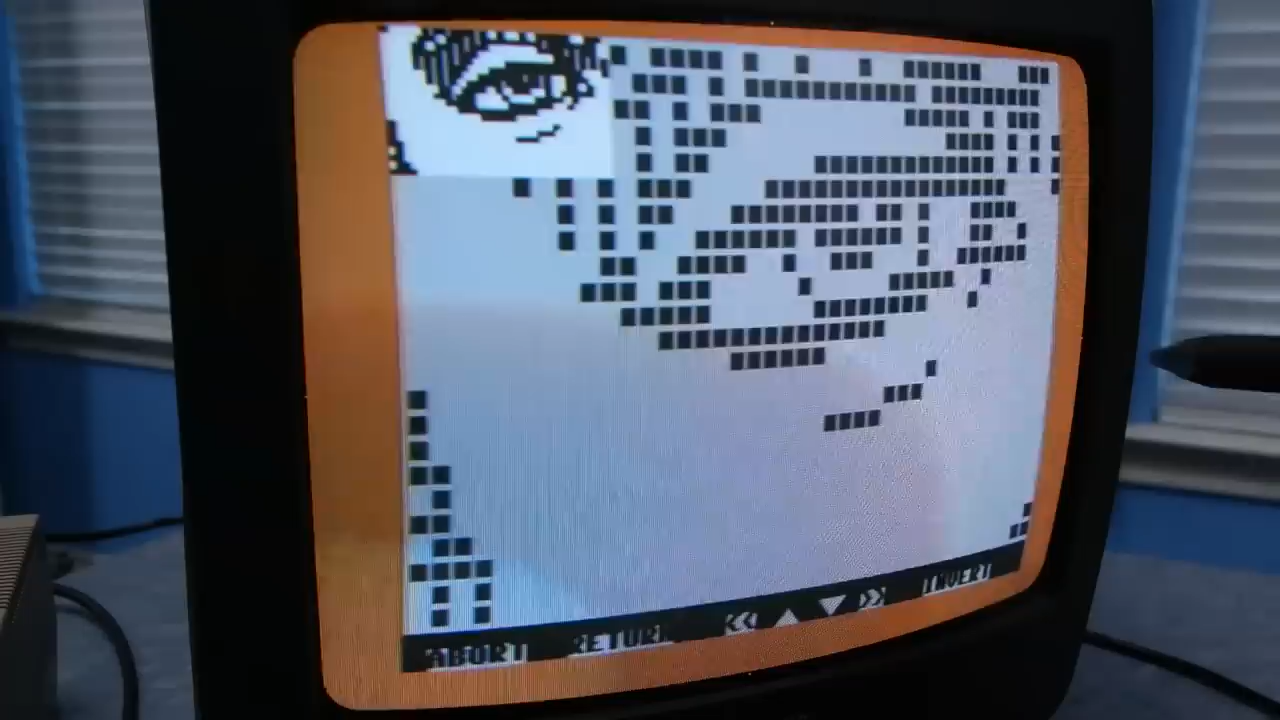 ABORT RETURN << ▲ ▼ >> INVERT